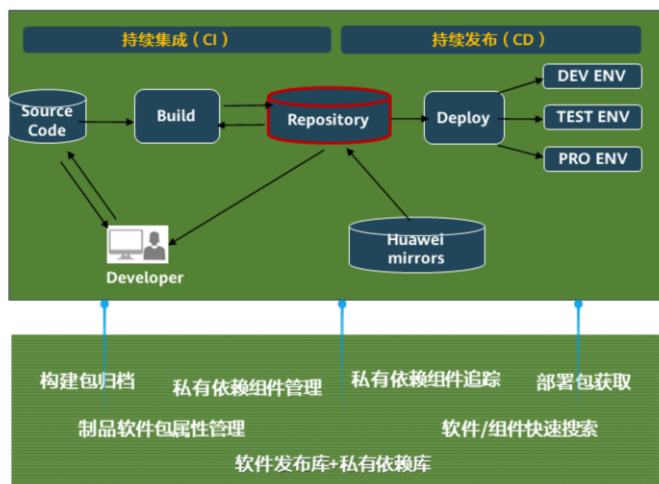 持续集成（CI）
持续发布（CD）
Source
Code
Build
Repository
Deploy
DEV ENV
TEST ENV
PRO ENV
Huawei
mirrors
Developer
构建包归档
私有依赖组件管理
私有依赖组件追踪
部署包获取
制品软件包属性管理
软件/组件快速搜索
软件发布库+私有依赖库